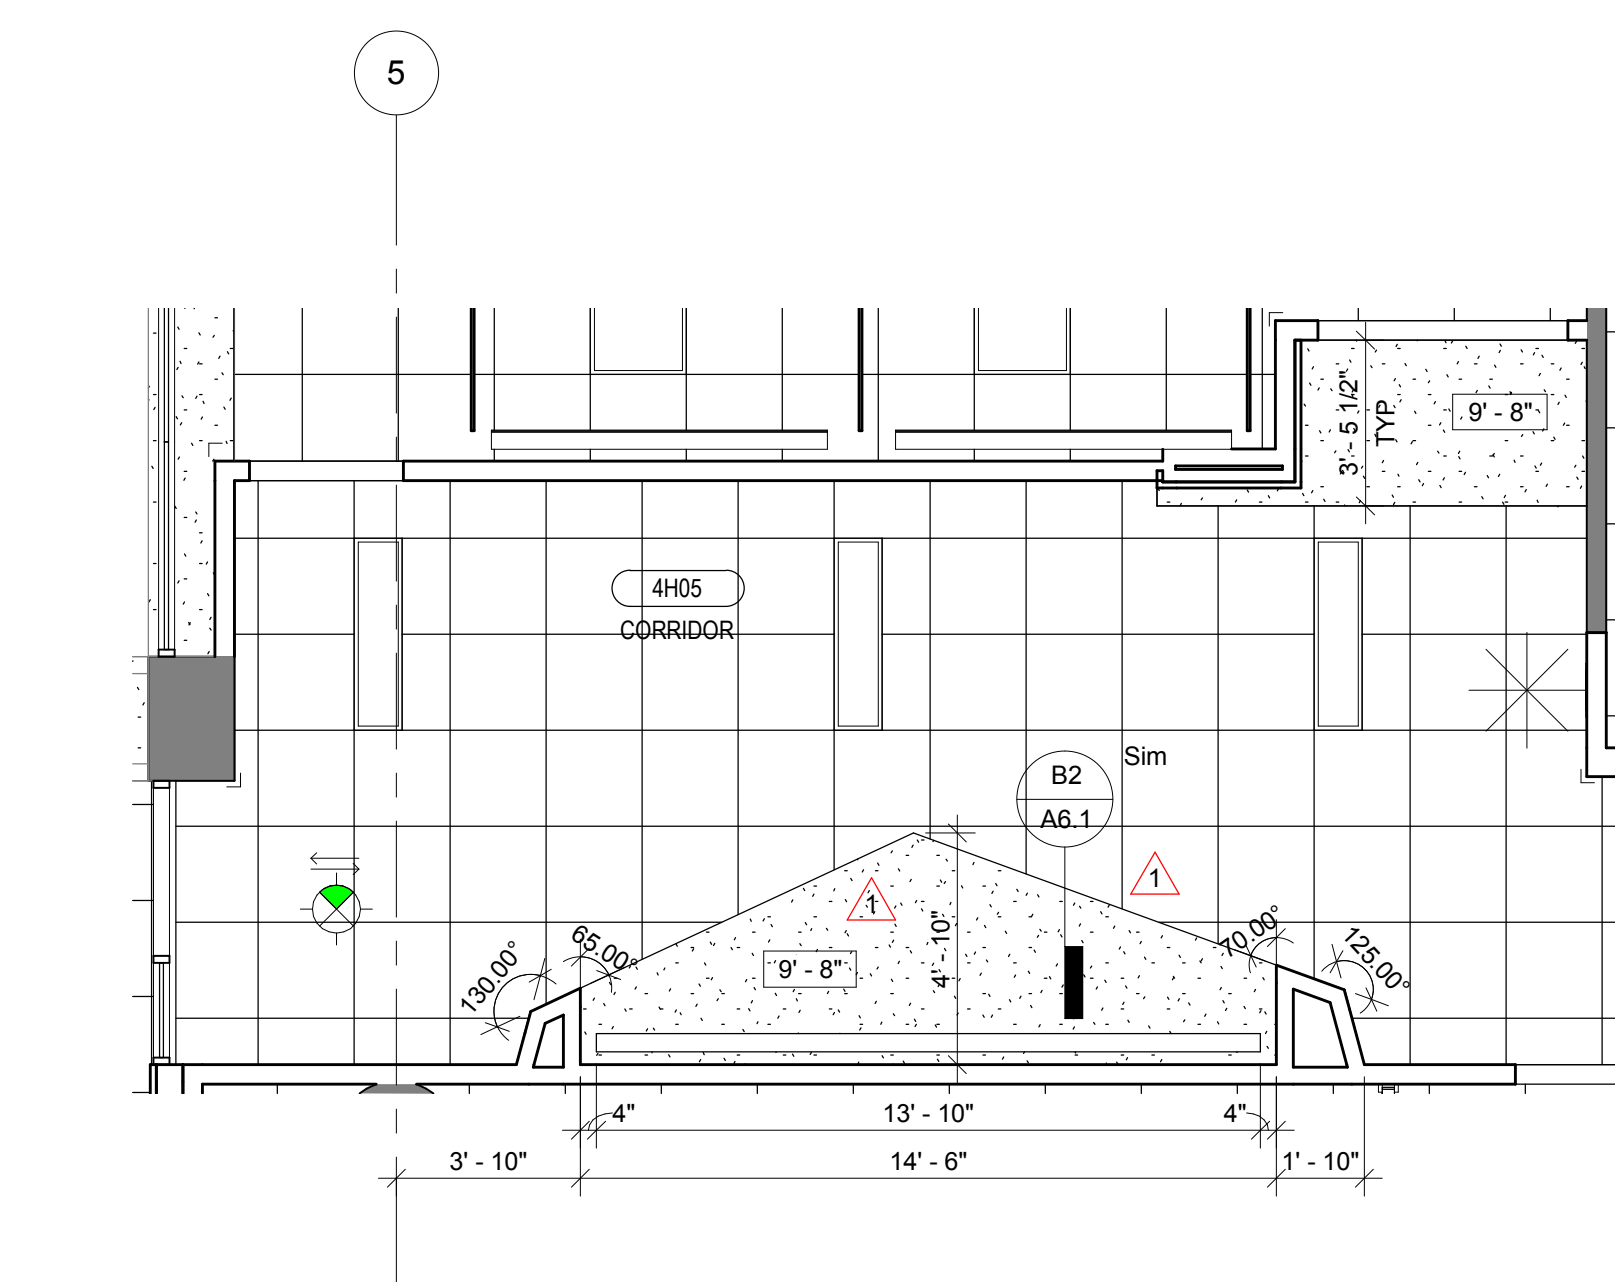 5
3' - 5 1/2"
TYP
9' - 8"
4H05
CORRIDOR
Sim
B2
A6.1
1
1
130.00°
65.00°
9' - 8"
4' - 10"
70.00°
125.00°
4"
13' - 10"
4"
3' - 10"
14' - 6"
1' - 10"